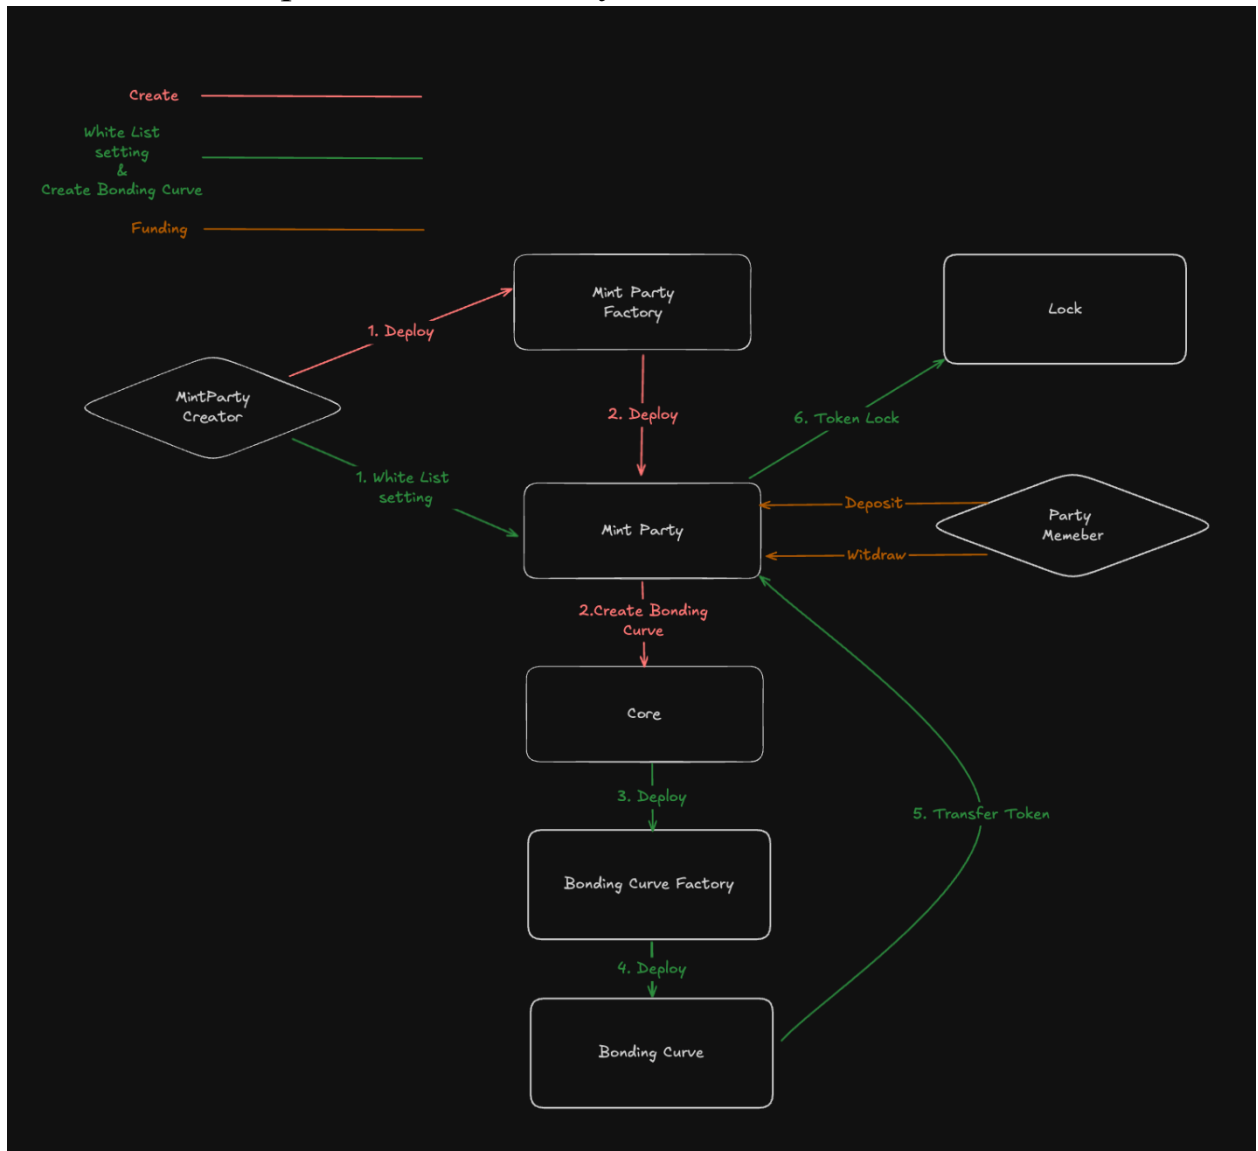 Create
White List
setting
&
Create Bonding Curve
Funding
Mint Party
Factory
Lock
1. Deploy
MintParty
Creator
2. Deploy
6. Token Lock
1. White List
setting
Mint Party
Deposit
Party
Memeber
Witdraw
2.Create Bonding
Curve
Core
3. Deploy
5. Transfer Token
Bonding Curve Factory
4. Deploy
Bonding Curve